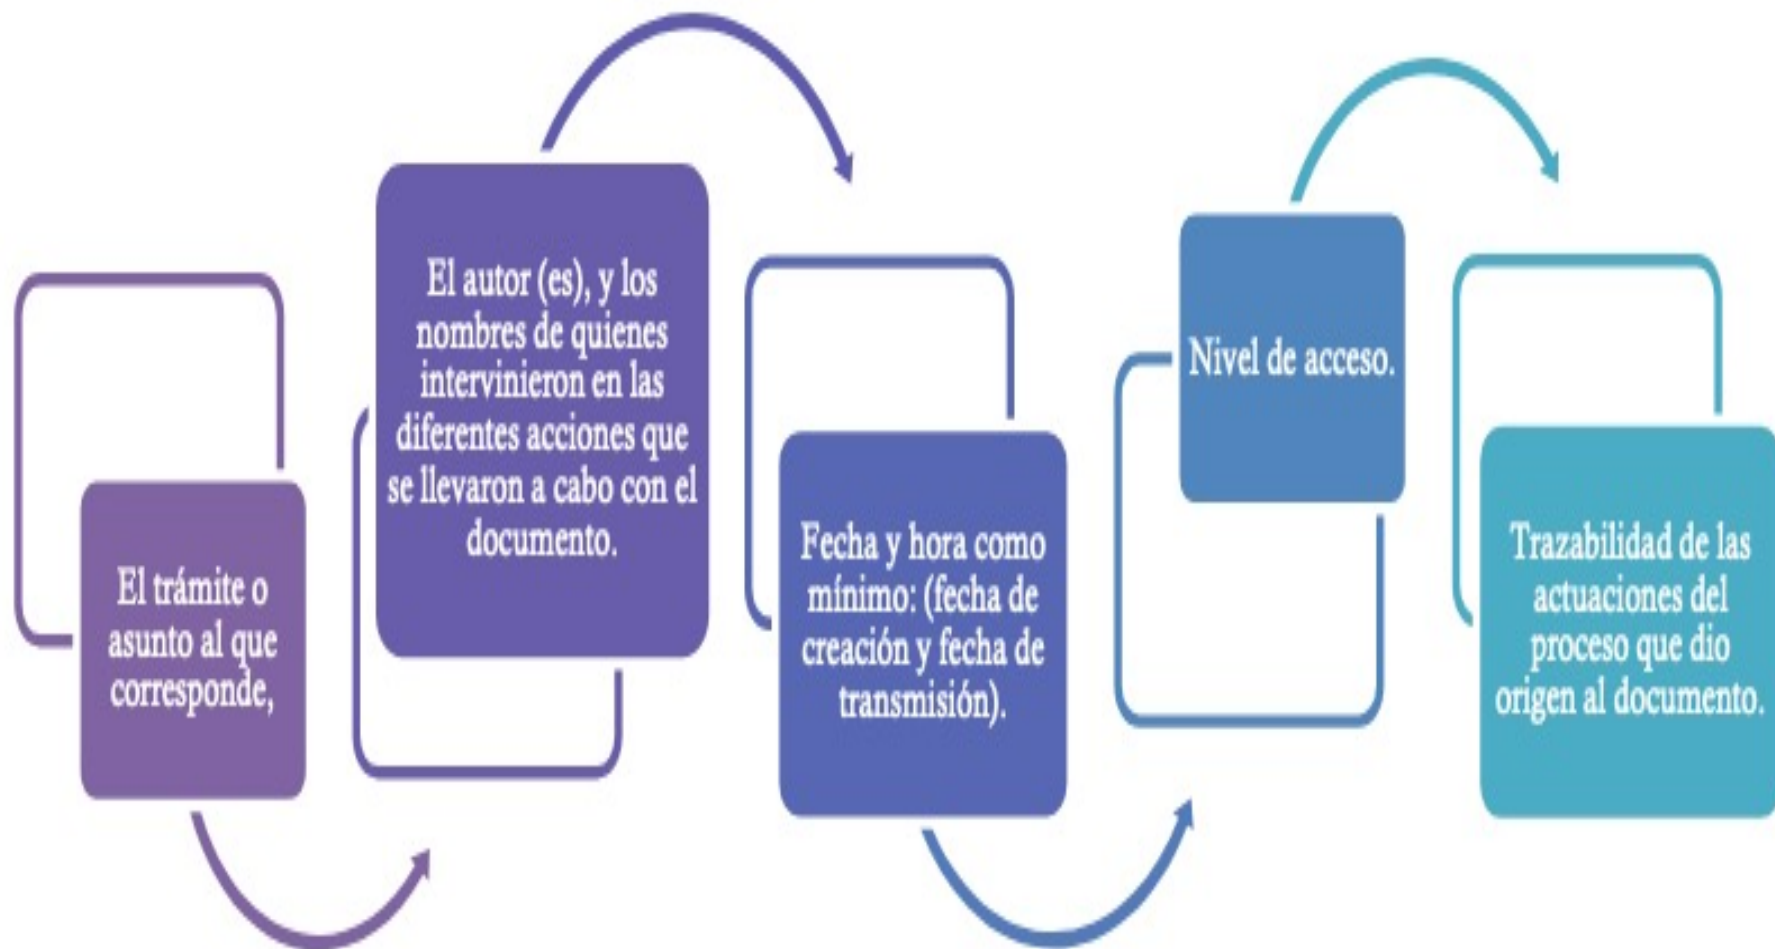 El trámite o
asunto al que
corresponde,
El autor (es), y los
nombres de quienes
intervinieron en las
diferentes acciones que
se llevaron a cabo con el
documento.
Fecha y hora como
mínimo: (fecha de
creación y fecha de
transmisión).
Nivel de acceso.
Trazabilidad de las
actuaciones del
proceso que dio
origen al documento.